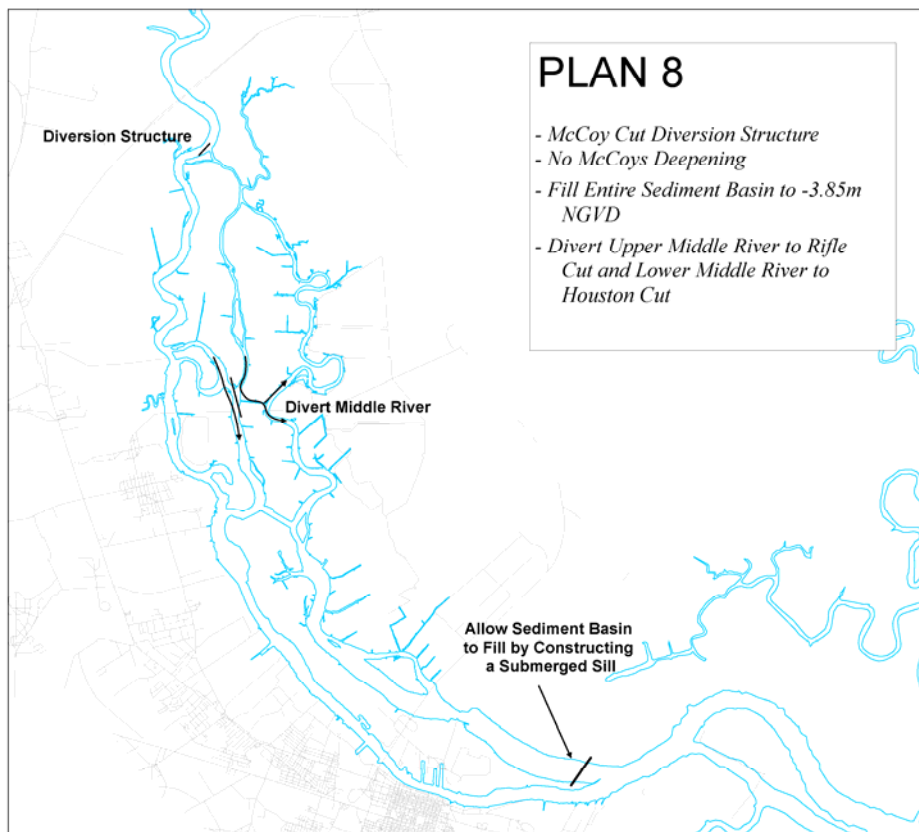 PLAN 8
- McCoy Cut Diversion Structure
- No McCoys Deepening
- Fill Entire Sediment Basin to -3.85m
NGVD
- Divert Upper Middle River to Rifle
Cut and Lower Middle River to
Houston Cut
Diversion Structure
Divert Middle River
Allow Sediment Basin
to Fill by Constructing
a Submerged Sill